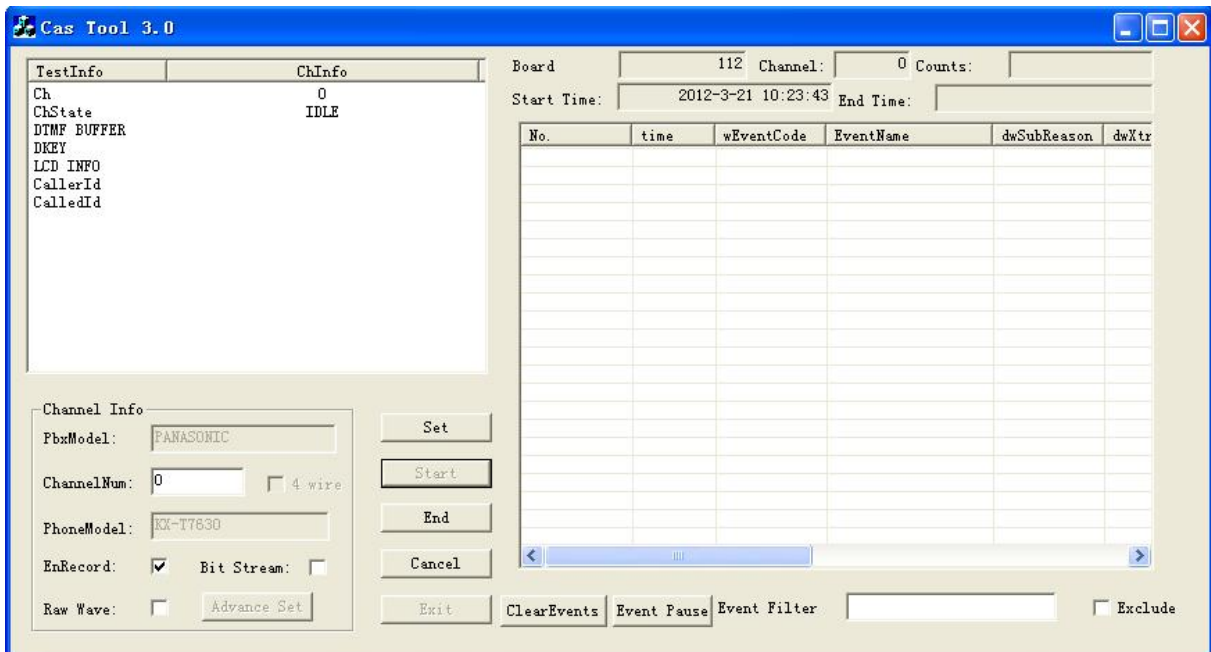 Cas Tool 3.0
TestInfo ChInfo
Ch 0
ChState IDLE
DTMF BUFFER
DKEY
LCD INFO
CallerId
CalledId
Board 112 Channel: 0 Counts:
Start Time: 2012-3-21 10:23:43 End Time:
No. time wEventCode EventName dwSubReason dwXtr
Channel Info
PbxModel: PANASONIC
ChannelNum: 0 4 wire
PhoneModel: KX-T7630
EnRecord: Bit Stream:
Raw Wave: Advance Set
Set
Start
End
Cancel
Exit
ClearEvents Event Pause Event Filter Exclude